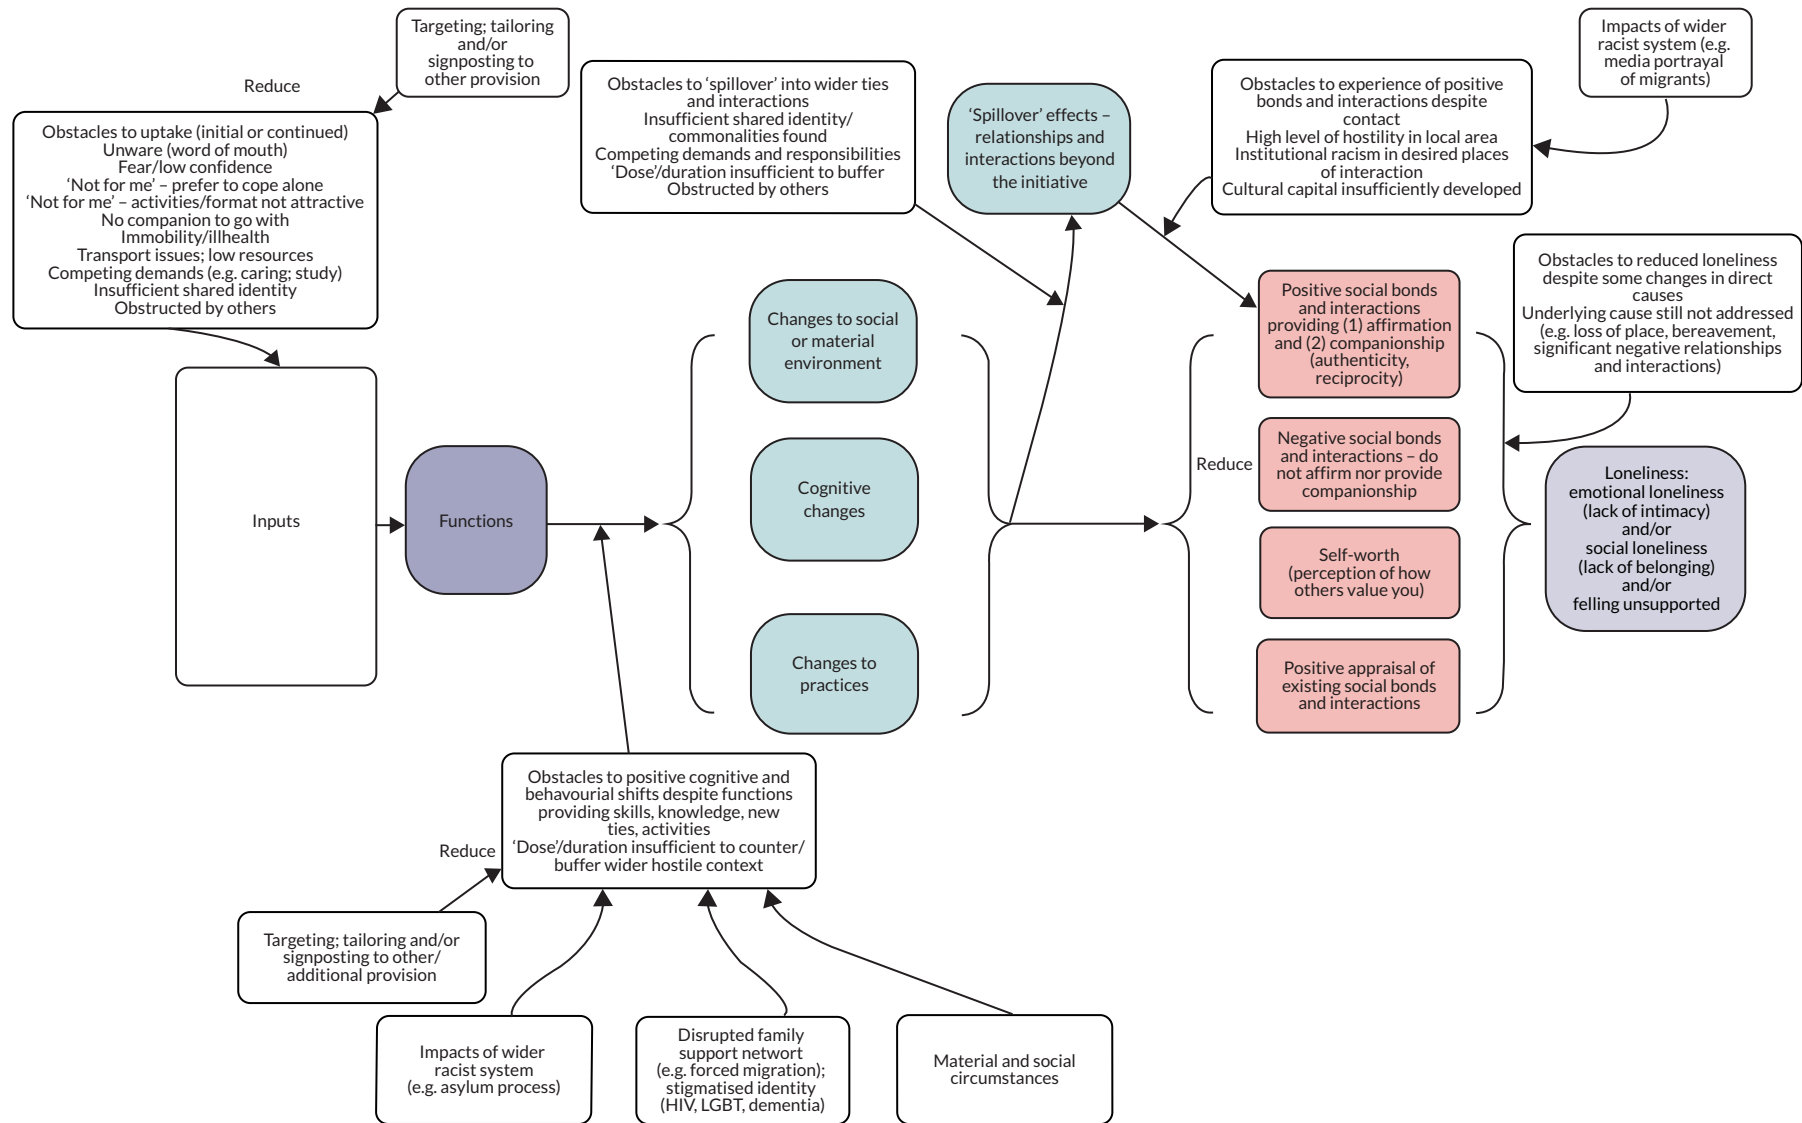 Targeting; tailoring
and/or
signposting to
other provision
Reduce
Obstacles to uptake (initial or continued)
Unware (word of mouth)
Fear/low confidence
‘Not for me’ – prefer to cope alone
‘Not for me’ – activities/format not attractive
No companion to go with
Immobility/illhealth
Transport issues; low resources
Competing demands (e.g. caring; study)
Insufficient shared identity
Obstructed by others
Obstacles to ‘spillover’ into wider ties
and interactions
Insufficient shared identity/
commonalities found
Competing demands and responsibilities
‘Dose’/duration insufficient to buffer
Obstructed by others
‘Spillover’ effects –
relationships and
interactions beyond
the initiative
Obstacles to experience of positive
bonds and interactions despite
contact
High level of hostility in local area
Institutional racism in desired places
of interaction
Cultural capital insufficiently developed
Impacts of wider
racist system (e.g.
media portrayal
of migrants)
Obstacles to reduced loneliness
despite some changes in direct
causes
Underlying cause still not addressed
(e.g. loss of place, bereavement,
significant negative relationships
and interactions)
Inputs
Functions
Changes to social
or material
environment
Cognitive
changes
Changes to
practices
Positive social bonds
and interactions
providing (1) affirmation
and (2) companionship
(authenticity,
reciprocity)
Reduce
Negative social bonds
and interactions – do
not affirm nor provide
companionship
Self-worth
(perception of how
others value you)
Positive appraisal of
existing social bonds
and interactions
Loneliness:
emotional loneliness
(lack of intimacy)
and/or
social loneliness
(lack of belonging)
and/or
felling unsupported
Obstacles to positive cognitive and
behavourial shifts despite functions
providing skills, knowledge, new
ties, activities
‘Dose’/duration insufficient to counter/
buffer wider hostile context
Reduce
Targeting; tailoring and/or
signposting to other/
additional provision
Impacts of wider
racist system
(e.g. asylum process)
Disrupted family
support networt
(e.g. forced migration);
stigmatised identity
(HIV, LGBT, dementia)
Material and social
circumstances